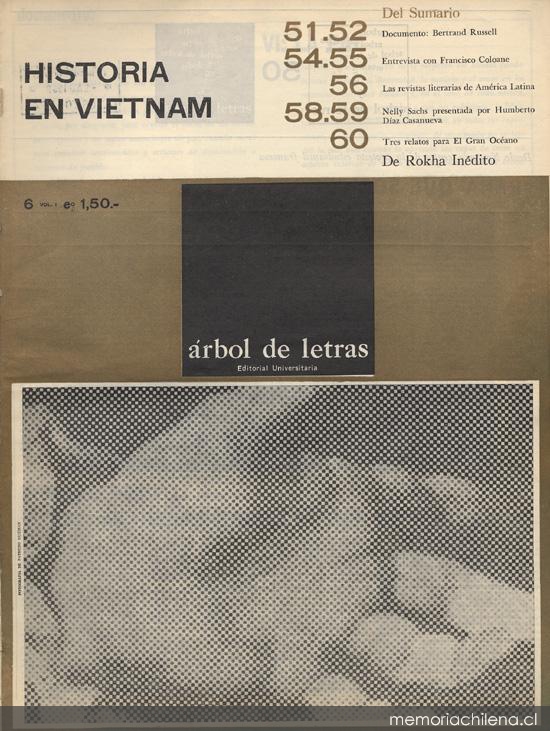 Del Sumario
51.52 Documento: Bertrand Russell
54.55 Entrevista con Francisco Coloane
56 Las revistas literarias de América Latina
58.59 Nelly Sachs presentada por Humberto
Díaz Casanueva
60 Tres relatos para El Gran Océano
De Rokha Inédito
HISTORIA
EN VIETNAM
6 VOL. I eº 1,50.-
árbol de letras
Editorial Universitaria
memoriachilena.cl